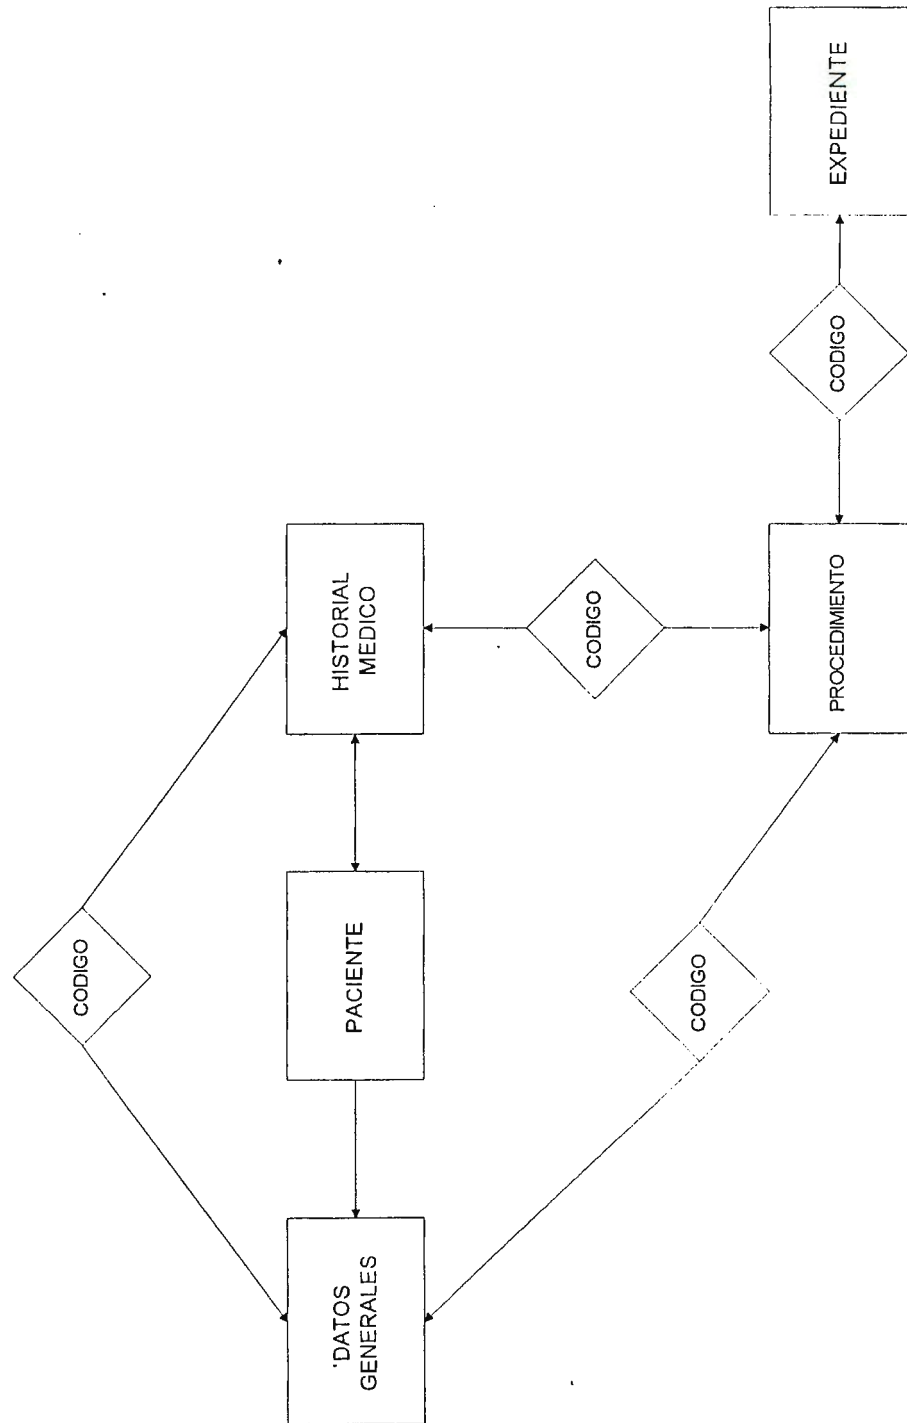 CODIGO
'DATOS
GENERALES
PACIENTE
HISTORIAL
MEDICO
CODIGO
CODIGO
PROCEDIMIENTO
CODIGO
EXPEDIENTE